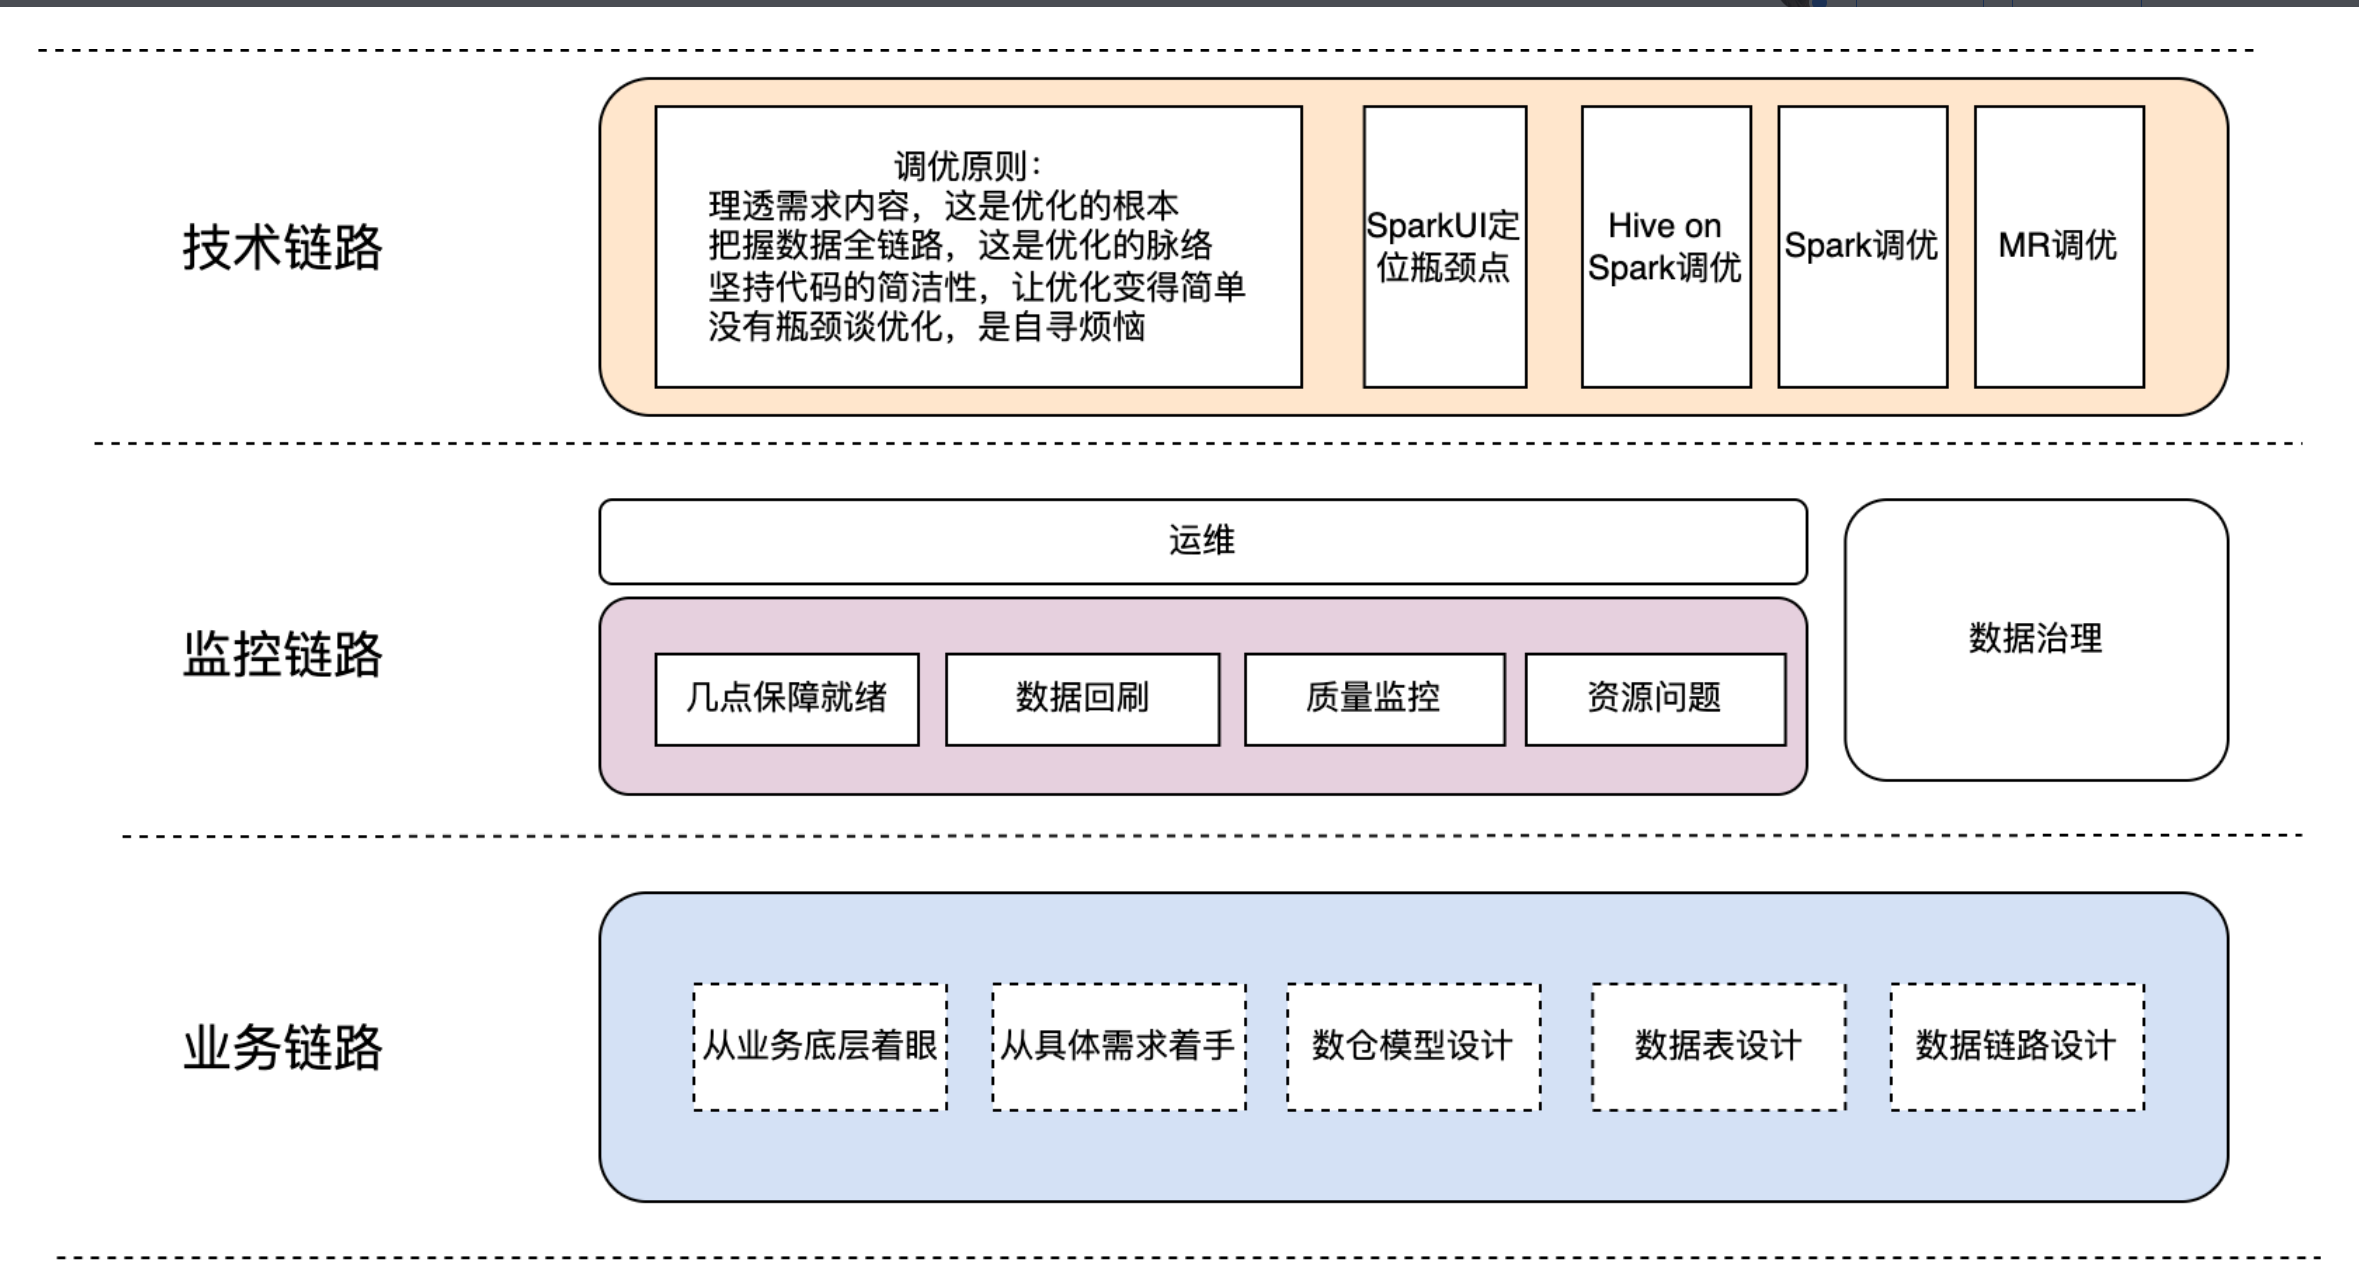 技术链路
调优原则：
理透需求内容，这是优化的根本
把握数据全链路，这是优化的脉络
坚持代码的简洁性，让优化变得简单
没有瓶颈谈优化，是自寻烦恼
SparkUI定
位瓶颈点
Hive on
Spark调优
Spark调优
MR调优
监控链路
运维
几点保障就绪
数据回刷
质量监控
资源问题
数据治理
业务链路
从业务底层着眼
从具体需求着手
数仓模型设计
数据表设计
数据链路设计